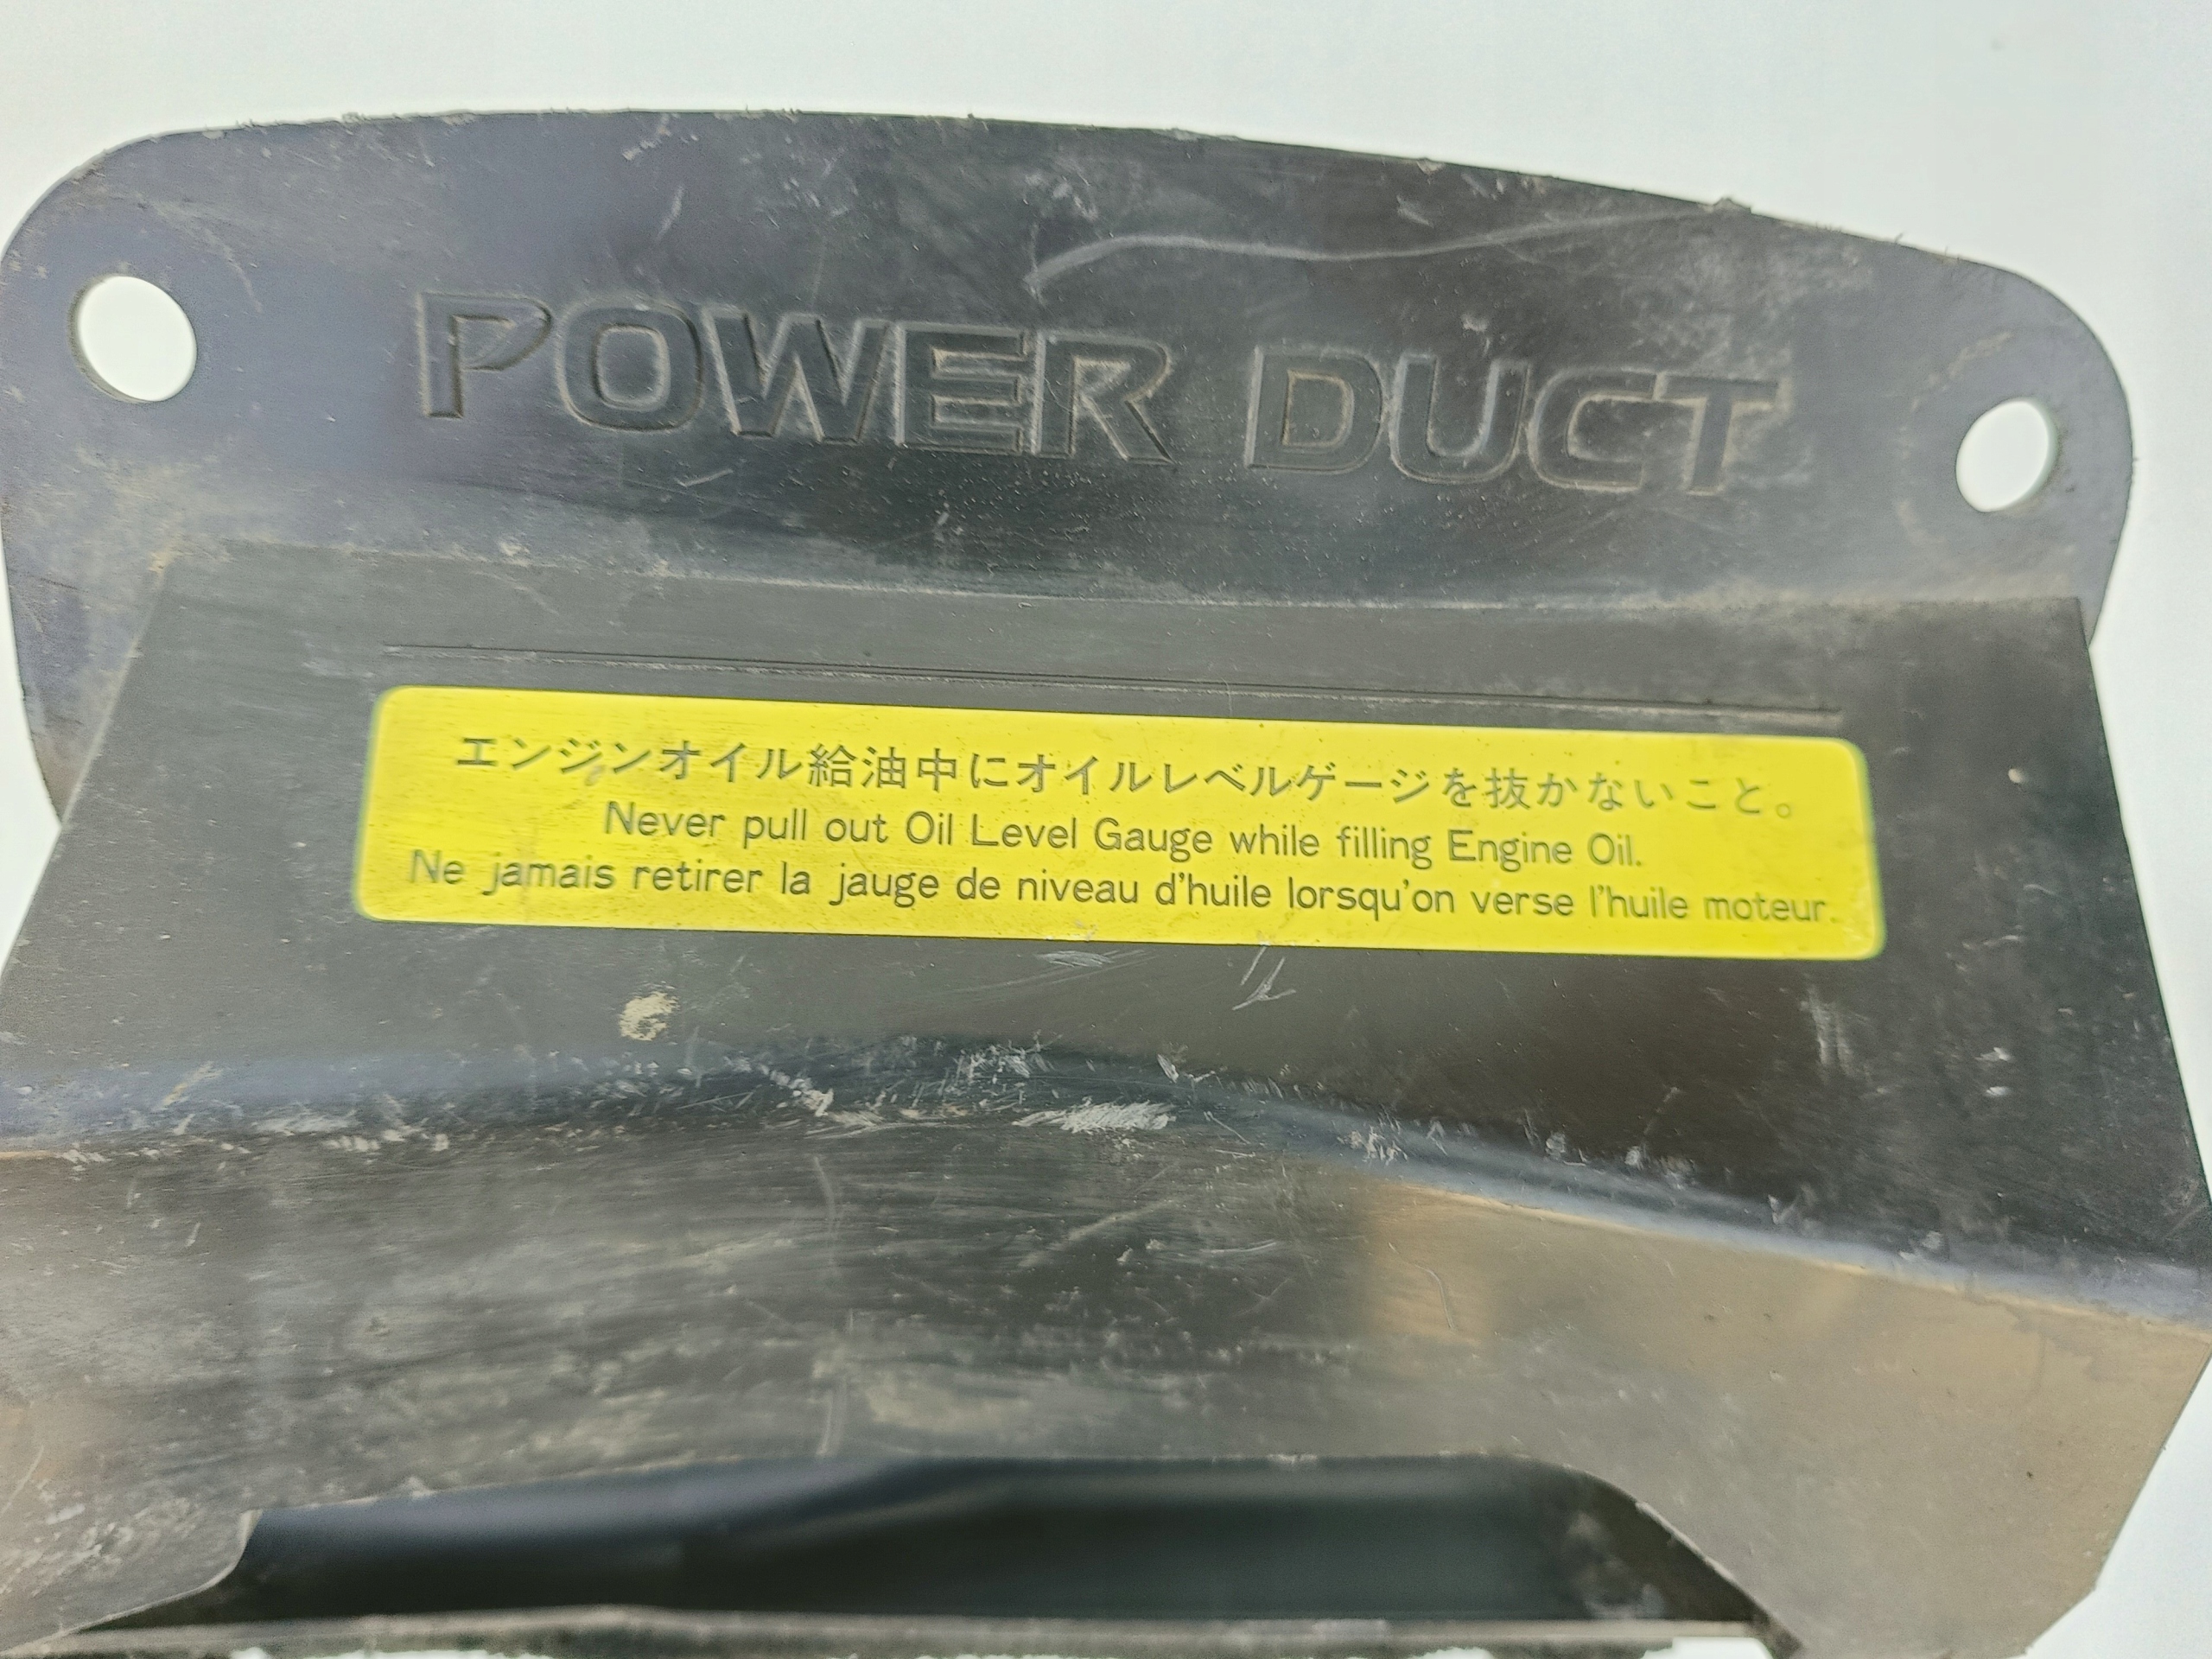 POWER DUCT
エンジンオイル給油中にオイルレベルゲージを抜かないこと。
Never pull out Oil Level Gauge while filling Engine Oil.
Ne jamais retirer la jauge de niveau d'huile lorsqu'on verse l'huile moteur.